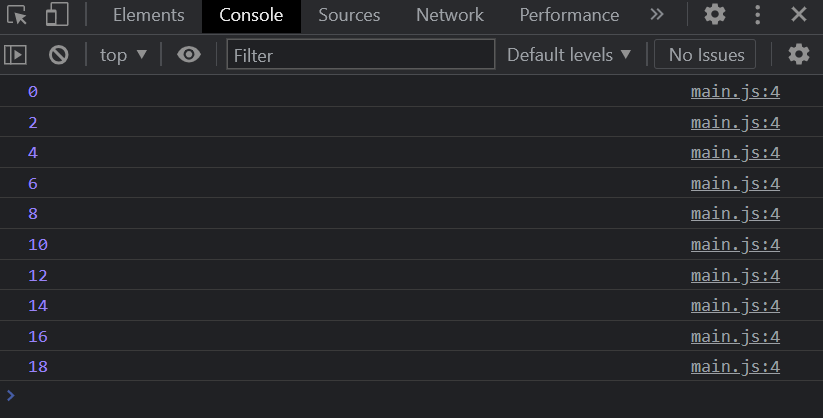 Elements Console Sources Network Performance »
top ▼ Filter Default levels ▼ No Issues
0 main.js:4
2 main.js:4
4 main.js:4
6 main.js:4
8 main.js:4
10 main.js:4
12 main.js:4
14 main.js:4
16 main.js:4
18 main.js:4
>